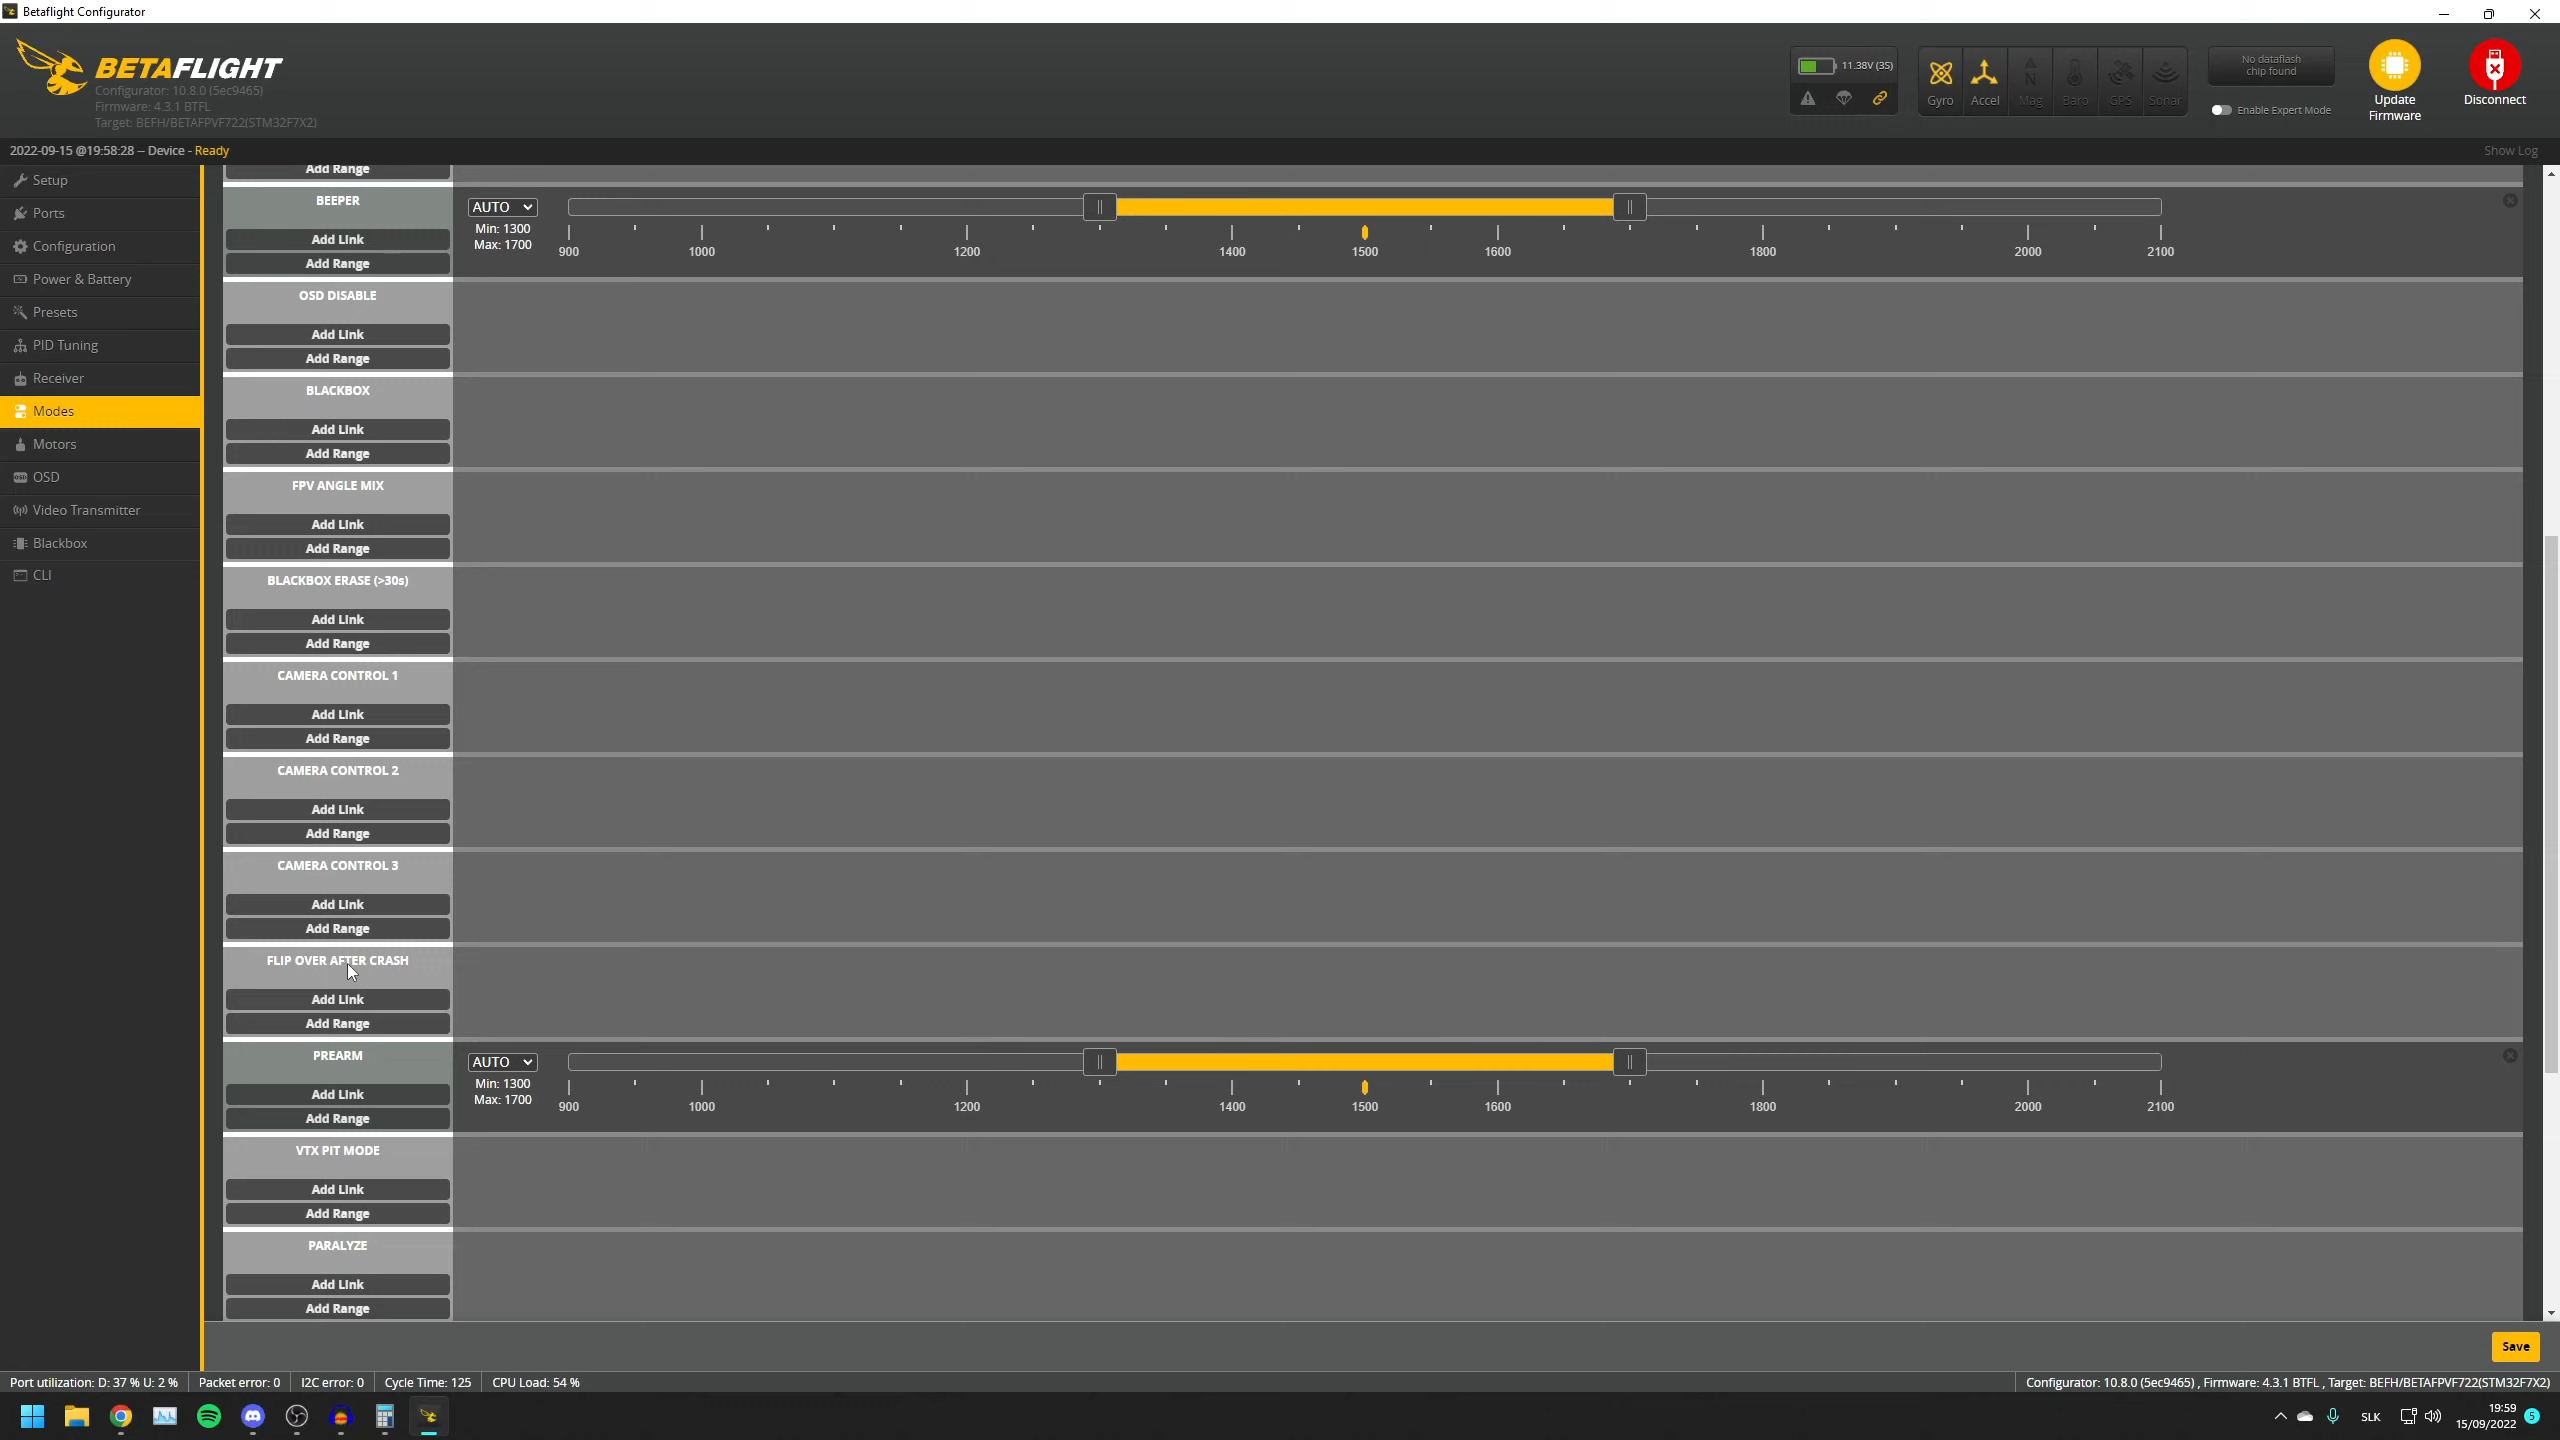 Betaflight Configurator
BETAFLIGHT
Configurator: 10.8.0 (5ec9465)
Firmware: 4.3.1 BTFL
Target: BEFH/BETAFPVF722(STM32F7X2)
11.38V (3S)
Gyro
Accel
Mag
Baro
GPS
Sonar
No dataflash
chip found
Enable Expert Mode
Update
Firmware
Disconnect
2022-09-15 @19:58:28 -- Device - Ready
Show Log
Setup
Ports
Configuration
Power & Battery
Presets
PID Tuning
Receiver
Modes
Motors
OSD
Video Transmitter
Blackbox
CLI
Add Range
BEEPER
Add Link
Add Range
AUTO
Min: 1300
Max: 1700
900 1000 1200 1400 1500 1600 1800 2000 2100
OSD DISABLE
Add Link
Add Range
BLACKBOX
Add Link
Add Range
FPV ANGLE MIX
Add Link
Add Range
BLACKBOX ERASE (>30s)
Add Link
Add Range
CAMERA CONTROL 1
Add Link
Add Range
CAMERA CONTROL 2
Add Link
Add Range
CAMERA CONTROL 3
Add Link
Add Range
FLIP OVER AFTER CRASH
Add Link
Add Range
PREARM
Add Link
Add Range
AUTO
Min: 1300
Max: 1700
900 1000 1200 1400 1500 1600 1800 2000 2100
VTX PIT MODE
Add Link
Add Range
PARALYZE
Add Link
Add Range
Save
Port utilization: D: 37 % U: 2 % Packet error: 0 I2C error: 0 Cycle Time: 125 CPU Load: 54 %
Configurator: 10.8.0 (5ec9465) , Firmware: 4.3.1 BTFL , Target: BEFH/BETAFPVF722(STM32F7X2)
SLK
19:59
15/09/2022
5